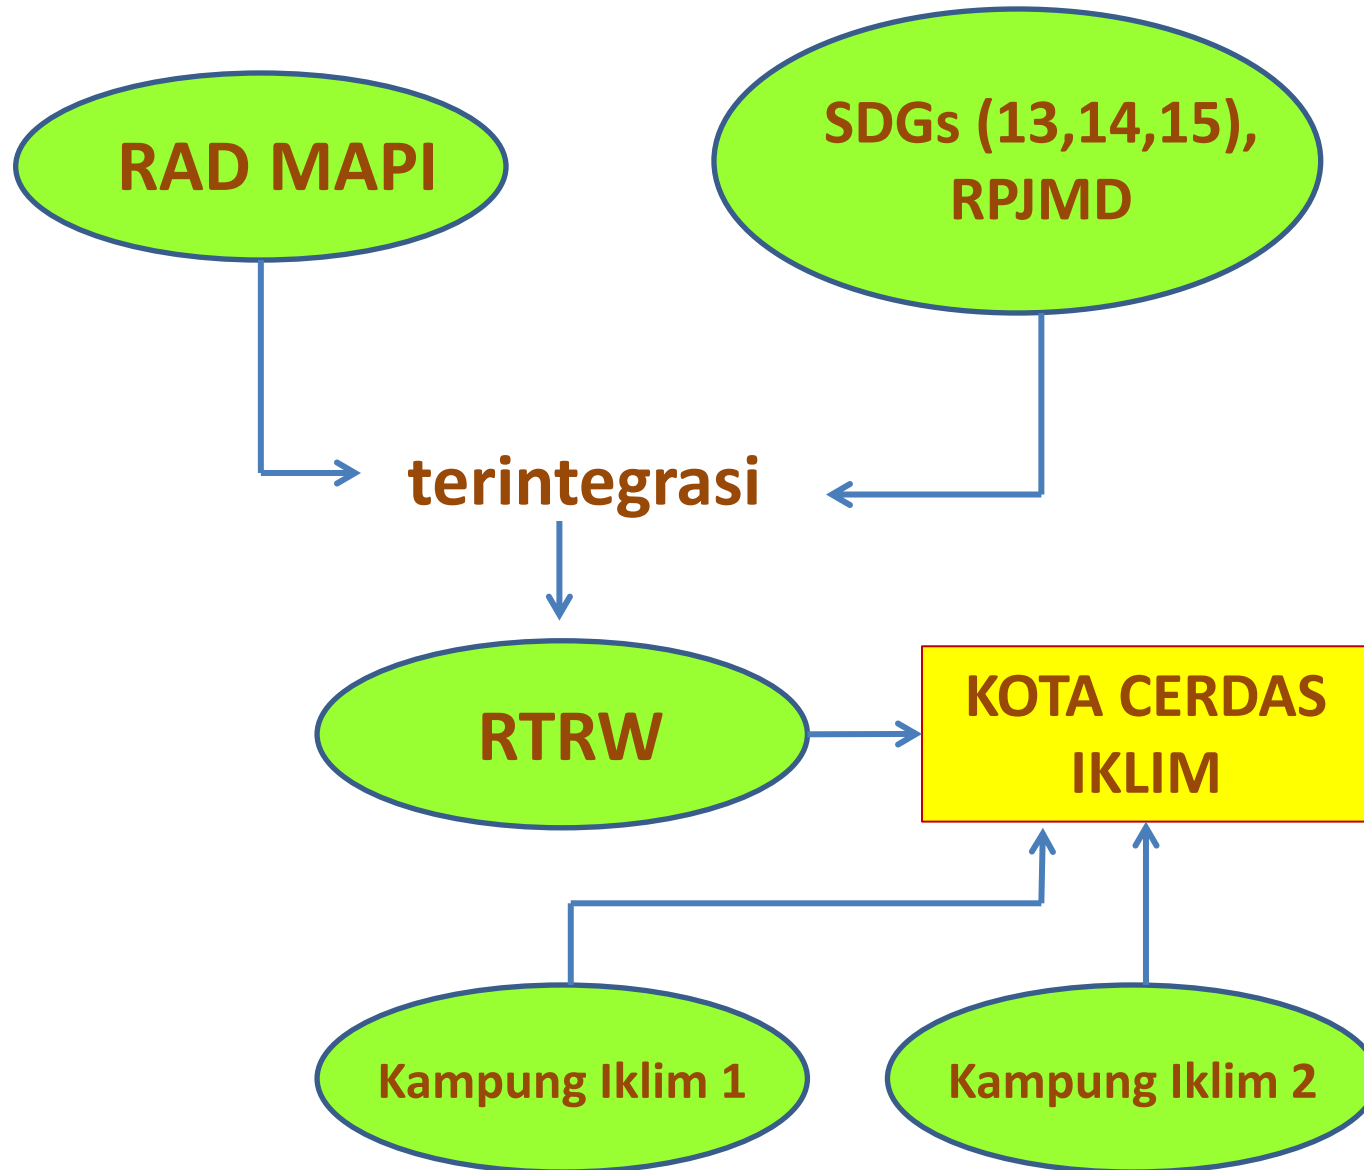 RAD MAPI
SDGs (13,14,15),
RPJMD
terintegrasi
RTRW
KOTA CERDAS
IKLIM
Kampung Iklim 1
Kampung Iklim 2